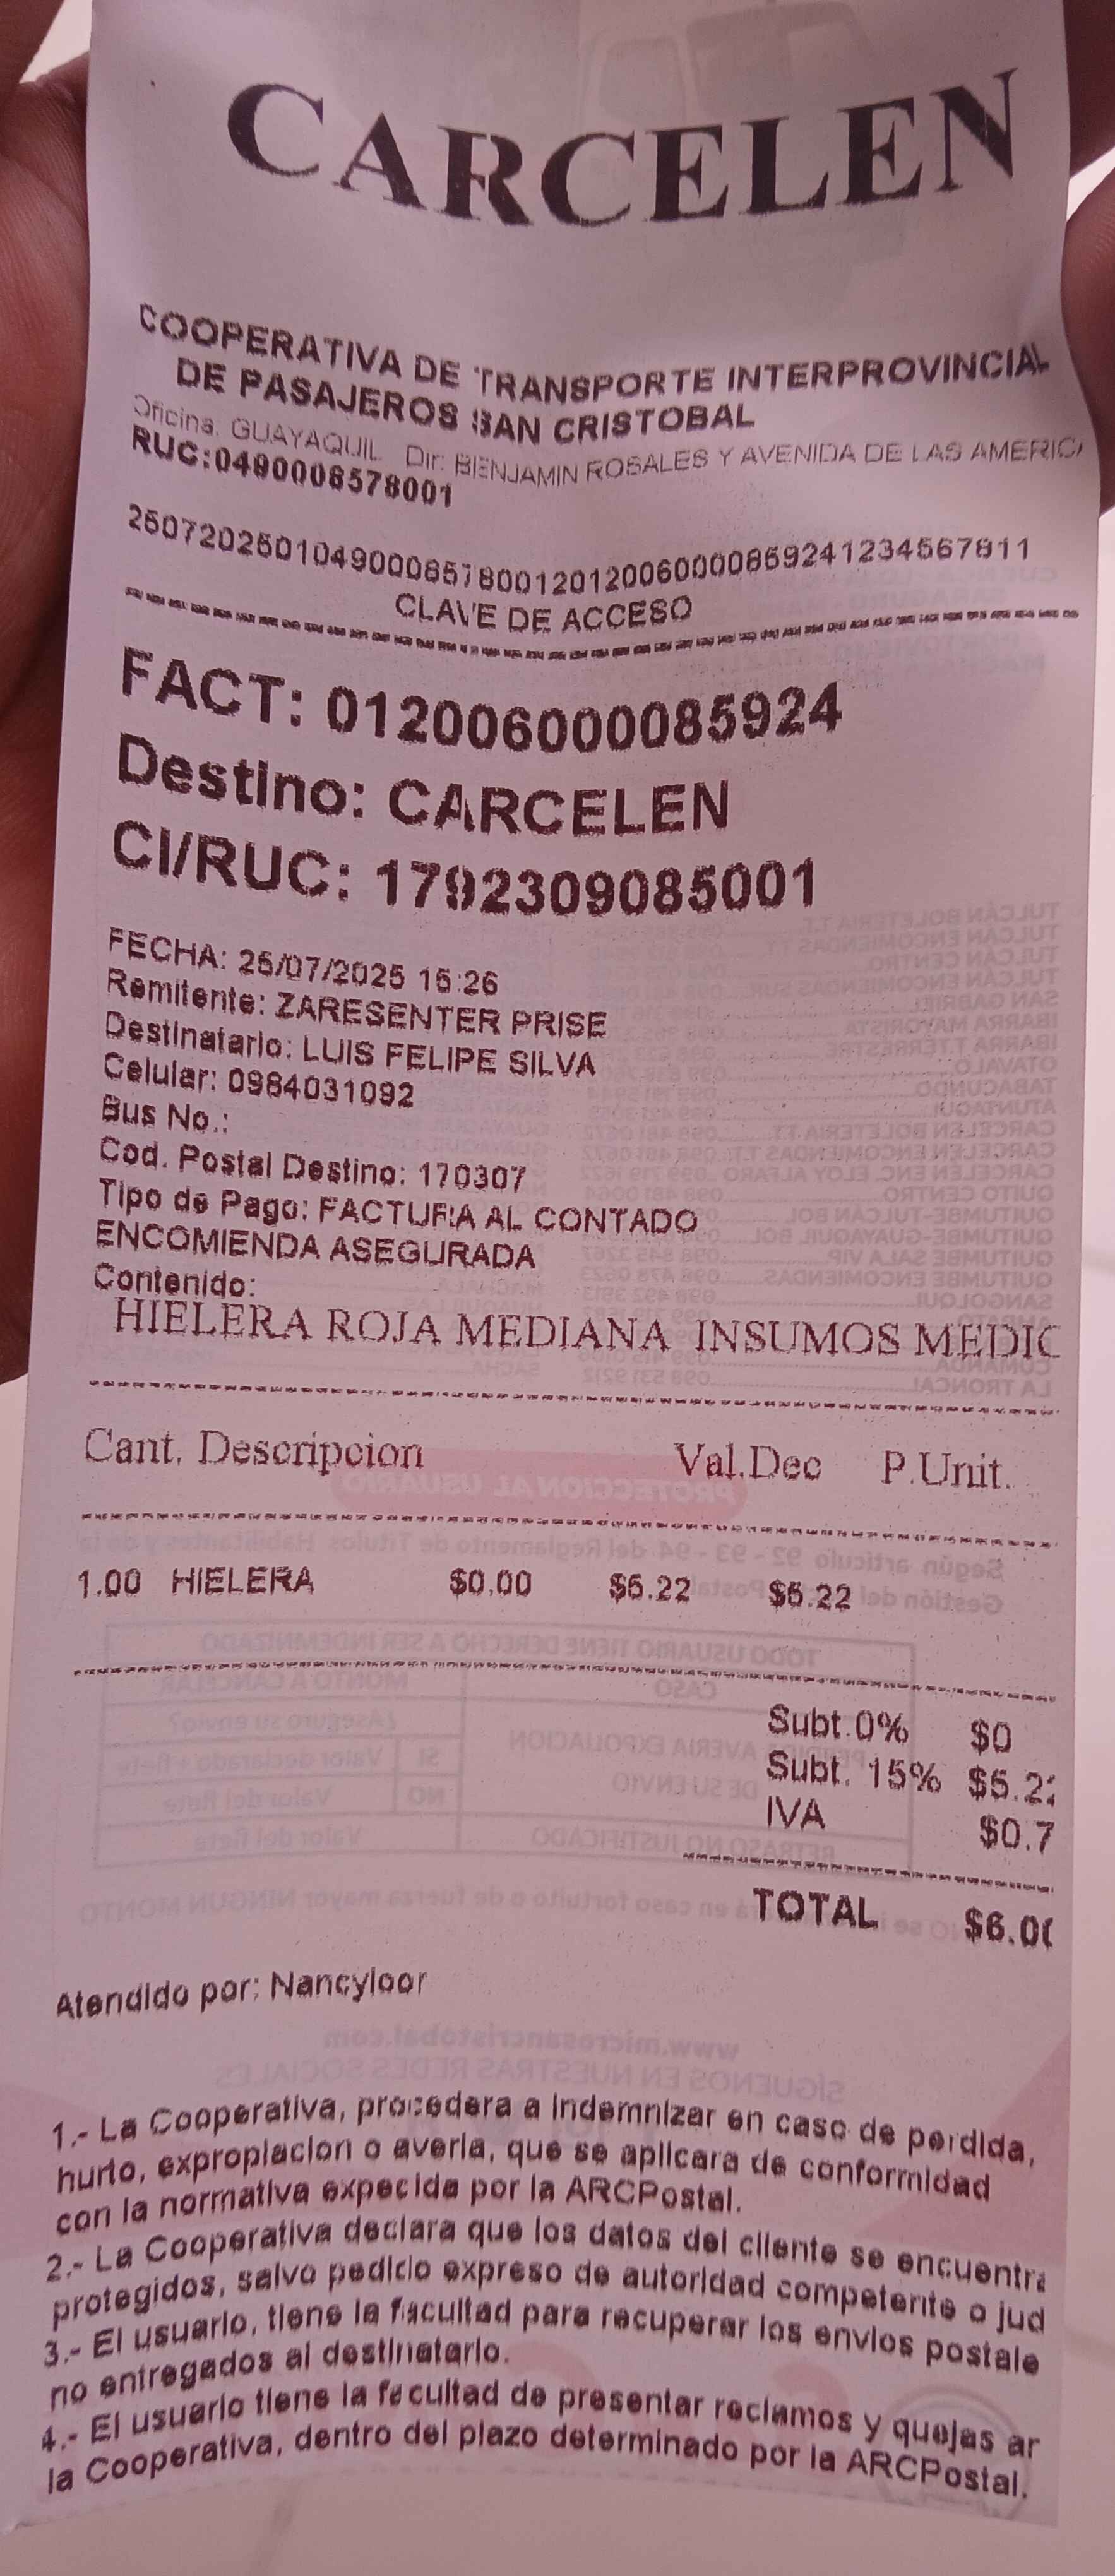 CARCELEN
COOPERATIVA DE TRANSPORTE INTERPROVINCIAL
DE PASAJEROS SAN CRISTOBAL
Oficina: GUAYAQUIL Dir: BENJAMIN ROSALES Y AVENIDA DE LAS AMERIC
RUC:0490008578001
CLAVE DE ACCESO
FACT: 012006000085924
Destino: CARCELEN
CI/RUC: 1792309085001
FECHA: 25/07/2025 15:26
Remitente: ZARESENTER PRISE
Destinatario: LUIS FELIPE SILVA
Celular: 0984031092
Bus No.:
Cod. Postal Destino: 170307
Tipo de Pago: FACTURA AL CONTADO
ENCOMIENDA ASEGURADA
Contenido:
HIELERA ROJA MEDIANA INSUMOS MEDIC
Cant. Descripcion Val.Dec P.Unit.
1.00 HIELERA $0.00 $5.22 $5.22
Subt.0% $0
Subt. 15% $5.22
IVA $0.7
TOTAL $6.00
Atendido por: Nancyloor
1.- La Cooperativa, procedera a indemnizar en caso de perdida,
hurto, expropiacion o averia, que se aplicara de conformidad
con la normativa expecida por la ARCPostal.
2.- La Cooperativa declara que los datos del cliente se encuentra
protegidos, salvo pedido expreso de autoridad competente o jud
3.- El usuario, tiene la facultad para recuperar los envios postale
no entregados al destinatario.
4.- El usuario tiene la facultad de presentar reclamos y quejas an
la Cooperativa, dentro del plazo determinado por la ARCPostal.